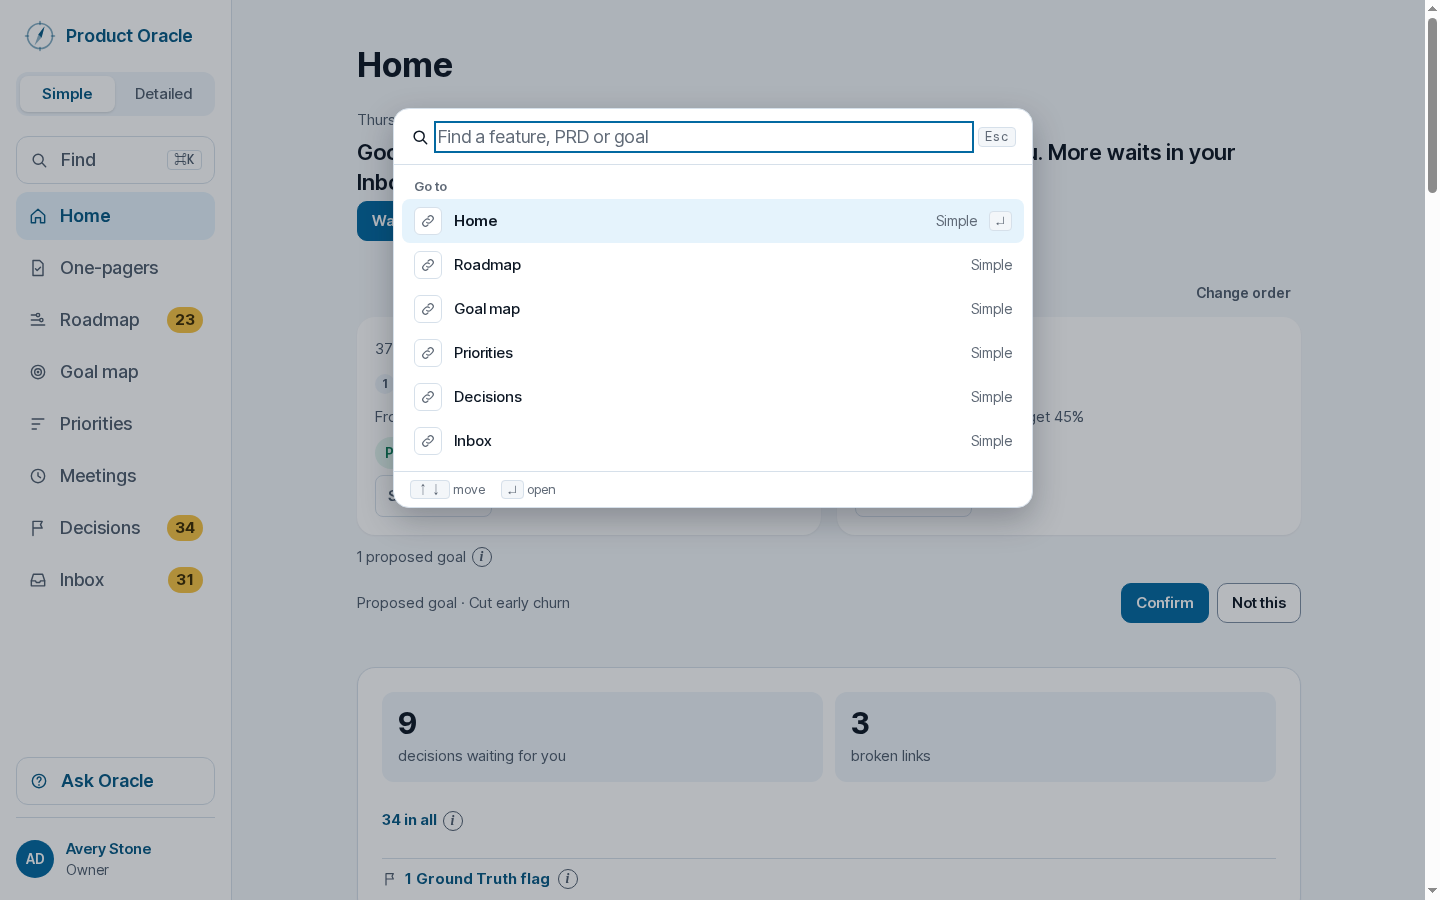 Product Oracle
Simple
Detailed
Find
⌘K
Home
One-pagers
Roadmap
23
Goal map
Priorities
Meetings
Decisions
34
Inbox
31
Ask Oracle
AD
Avery Stone
Owner
Home
u. More waits in your
Change order
Find a feature, PRD or goal
Esc
Go to
Home
Simple
Roadmap
Simple
Goal map
Simple
Priorities
Simple
Decisions
Simple
Inbox
Simple
↑ ↓ move
↵ open
37
1
45%
1 proposed goal
Proposed goal · Cut early churn
Confirm
Not this
9
decisions waiting for you
3
broken links
34 in all
1 Ground Truth flag